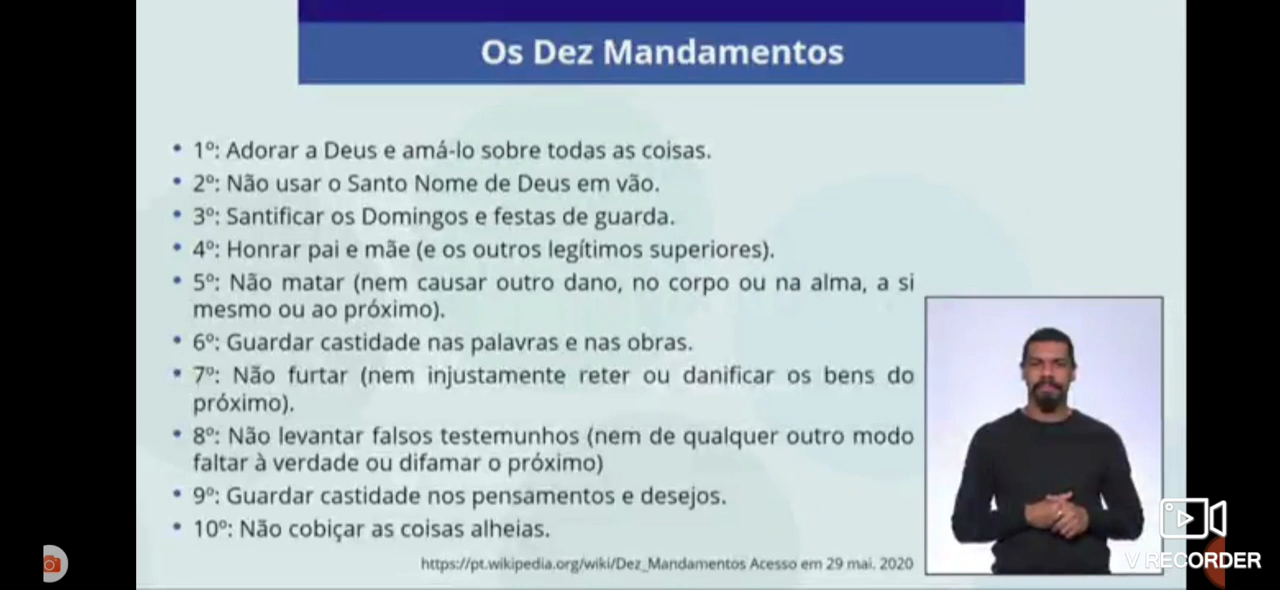 Os Dez Mandamentos
• 1º: Adorar a Deus e amá-lo sobre todas as coisas.
• 2º: Não usar o Santo Nome de Deus em vão.
• 3º: Santificar os Domingos e festas de guarda.
• 4º: Honrar pai e mãe (e os outros legítimos superiores).
• 5º: Não matar (nem causar outro dano, no corpo ou na alma, a si
mesmo ou ao próximo).
• 6º: Guardar castidade nas palavras e nas obras.
• 7º: Não furtar (nem injustamente reter ou danificar os bens do
próximo).
• 8º: Não levantar falsos testemunhos (nem de qualquer outro modo
faltar à verdade ou difamar o próximo)
• 9º: Guardar castidade nos pensamentos e desejos.
• 10º: Não cobiçar as coisas alheias.
https://pt.wikipedia.org/wiki/Dez_Mandamentos Acesso em 29 mai. 2020
V RECORDER